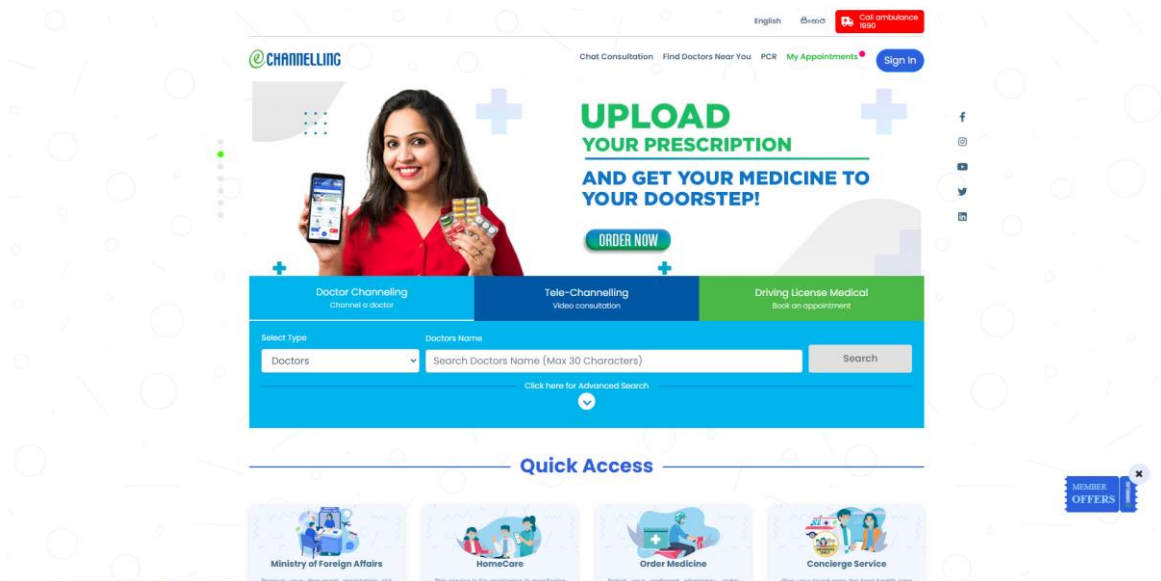 English
සිංහල
Call ambulance
1990
CHANNELLING
Chat Consultation Find Doctors Near You PCR My Appointments Sign In
UPLOAD
YOUR PRESCRIPTION
AND GET YOUR MEDICINE TO
YOUR DOORSTEP!
ORDER NOW
Doctor Channeling
Channel a doctor
Tele-Channelling
Video consultation
Driving License Medical
Book an appointment
Select Type
Doctors Name
Doctors
Search Doctors Name (Max 30 Characters)
Search
Click here for Advanced Search
Quick Access
MEMBER
OFFERS
Ministry of Foreign Affairs
HomeCare
Order Medicine
Concierge Service